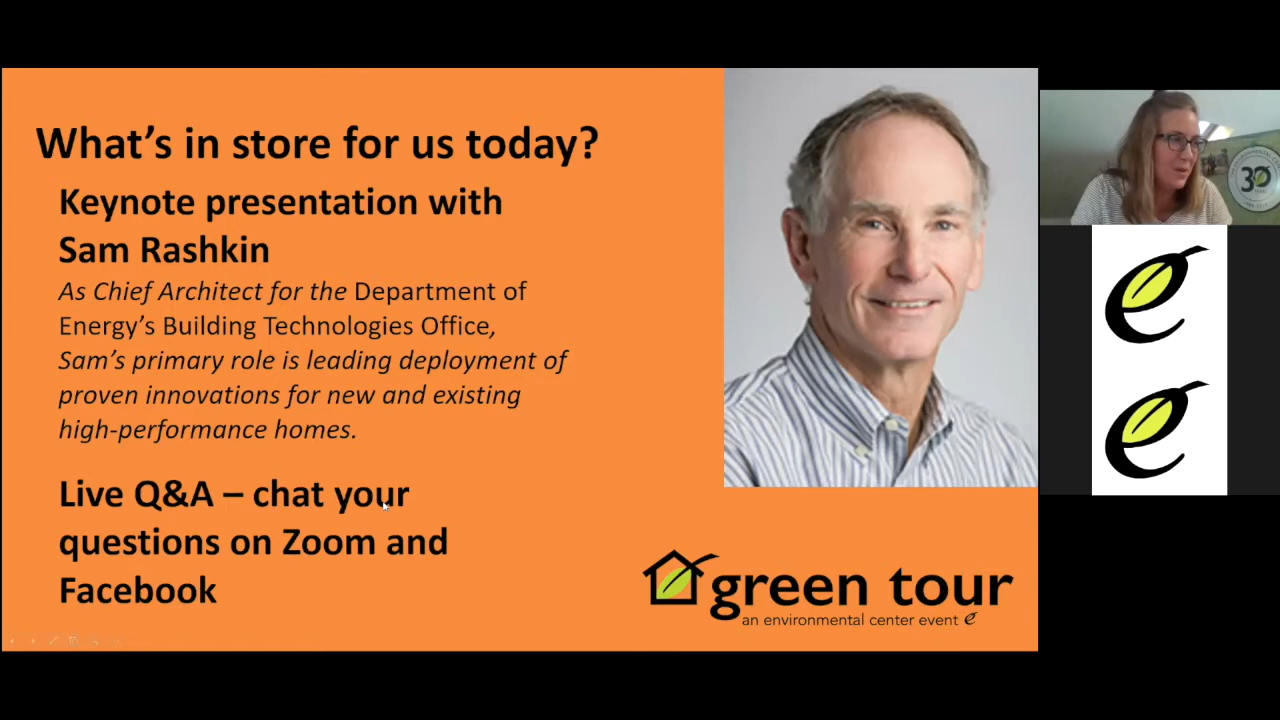 What's in store for us today?
Keynote presentation with
Sam Rashkin
As Chief Architect for the Department of
Energy's Building Technologies Office,
Sam's primary role is leading deployment of
proven innovations for new and existing
high-performance homes.
Live Q&A – chat your
questions on Zoom and
Facebook
green tour
an environmental center event e
30
e
e